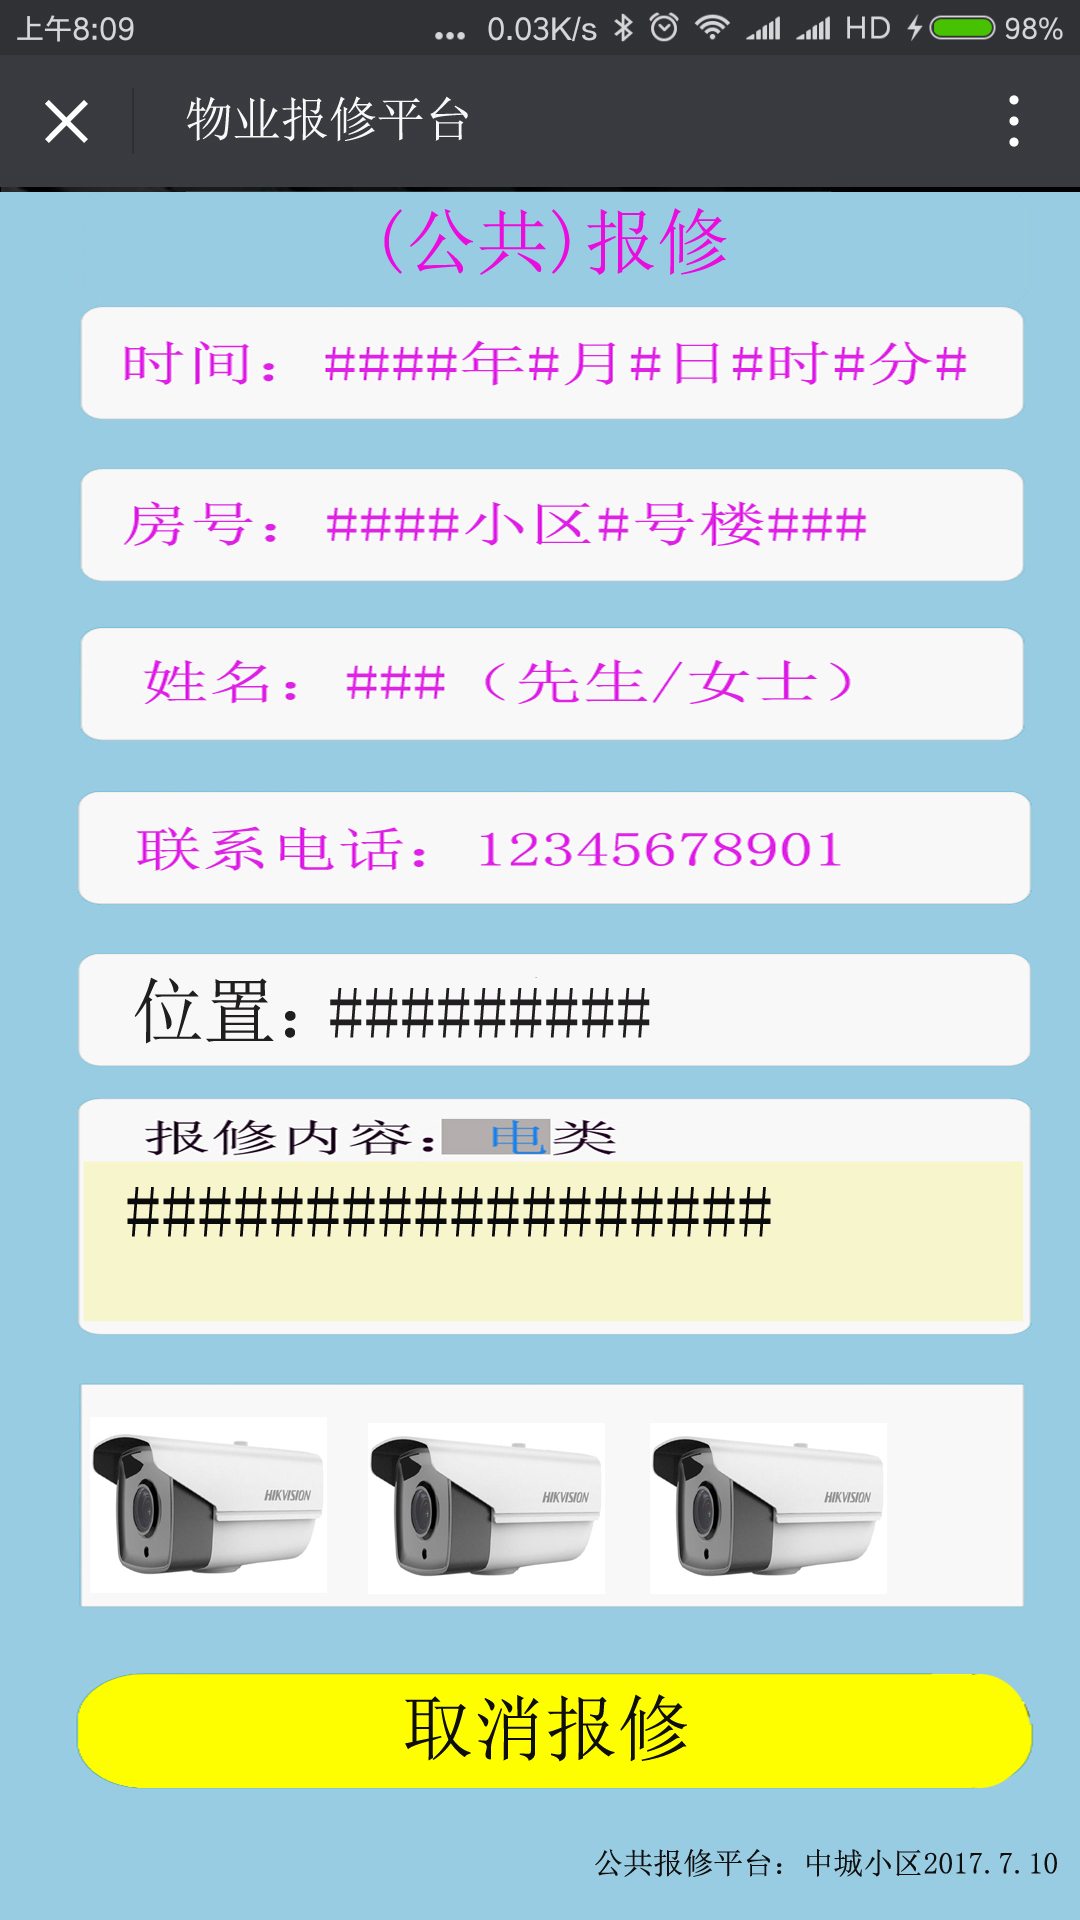 上午8:09 ... 0.03K/s HD 98%
物业报修平台
(公共)报修
时间：####年#月#日#时#分#
房号：####小区#号楼###
姓名：###（先生/女士）
联系电话：12345678901
位置：#########
报修内容：电类
##################
HIKVISION HIKVISION HIKVISION
取消报修
公共报修平台：中城小区2017.7.10